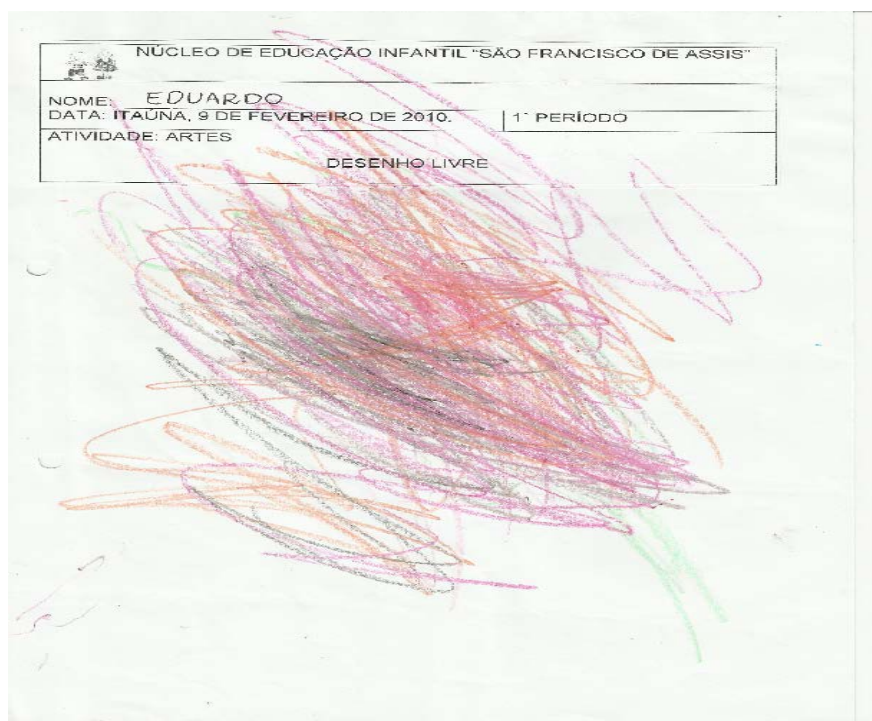 NÚCLEO DE EDUCAÇÃO INFANTIL "SÃO FRANCISCO DE ASSIS"
NOME: EDUARDO
DATA: ITAÚNA, 9 DE FEVEREIRO DE 2010. 1° PERÍODO
ATIVIDADE: ARTES
DESENHO LIVRE